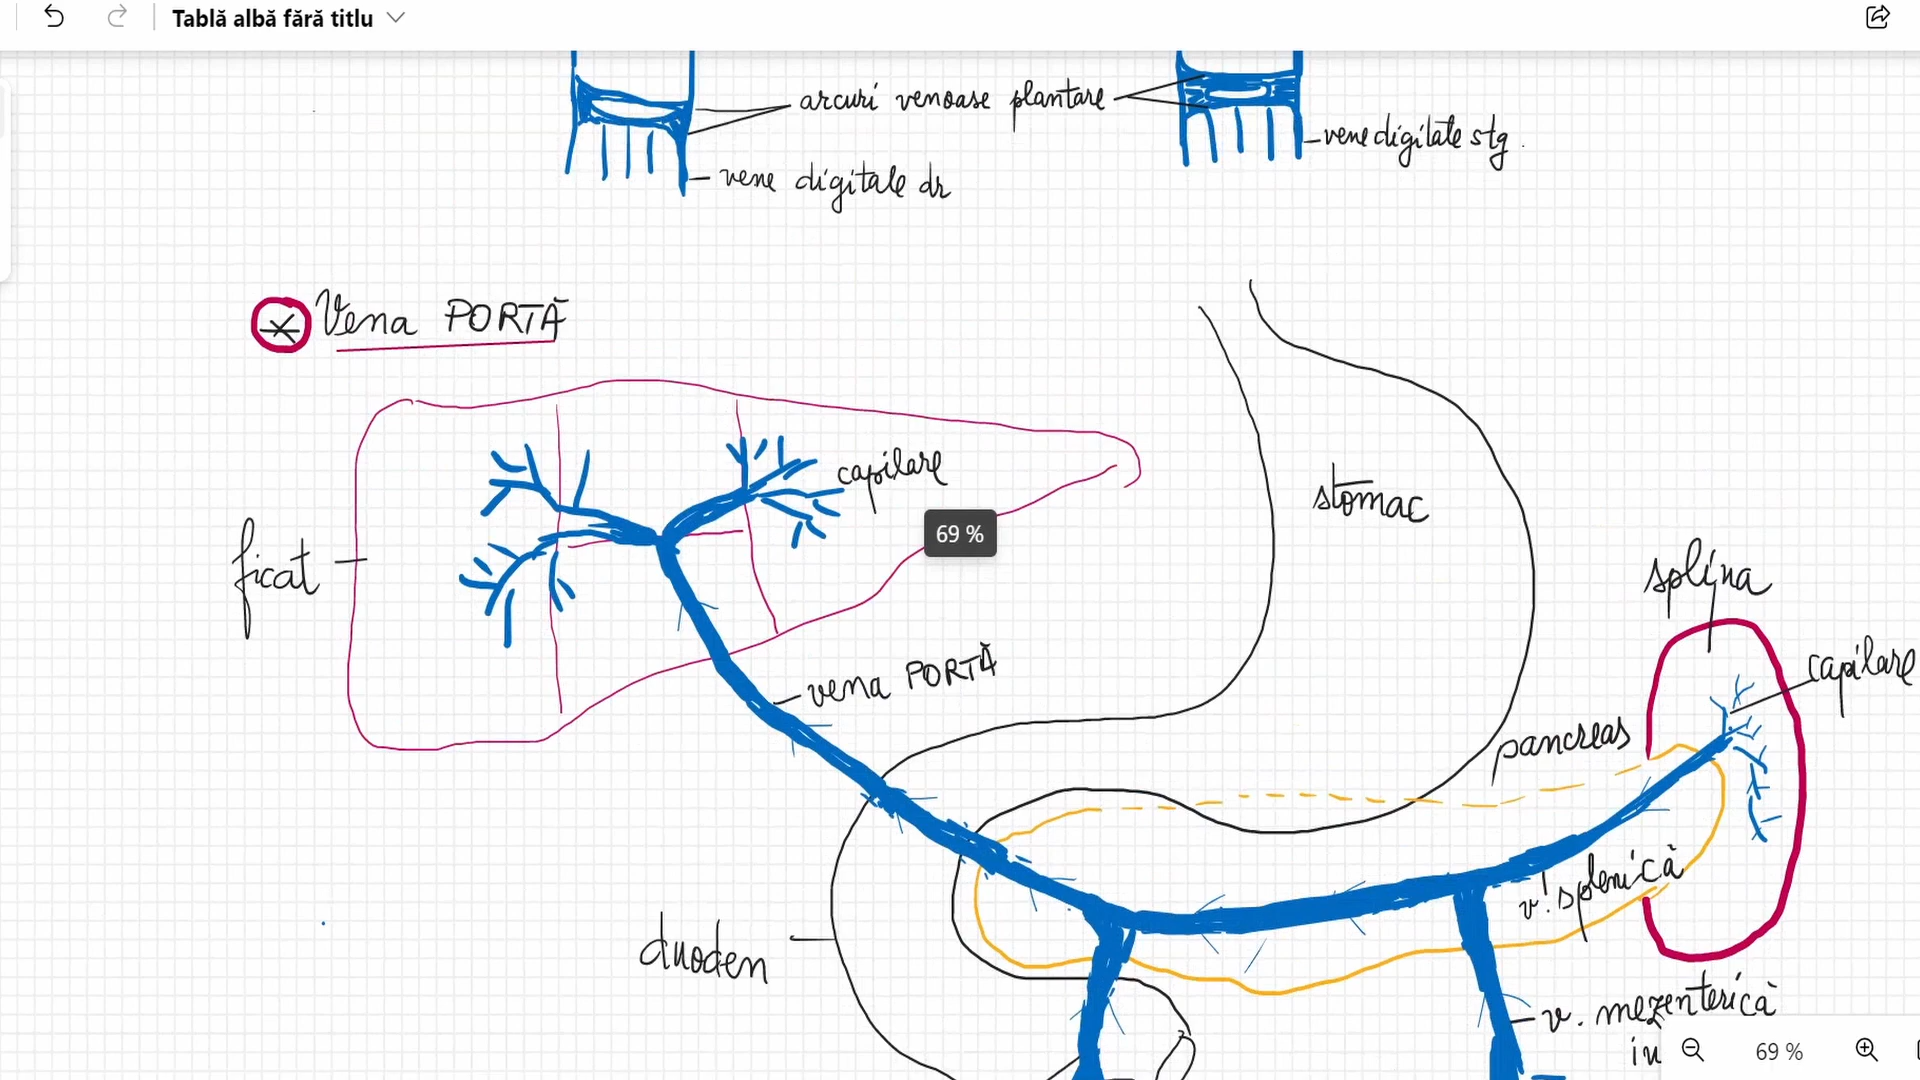 Tablă albă fără titlu
arcuri venoase plantare
vene digitale stg
vene digitale dr
Vena PORTĂ
capilare
stomac
69 %
ficat
splina
capilare
vena PORTĂ
pancreas
v. splenică
duoden
v. mezenterică
69 %